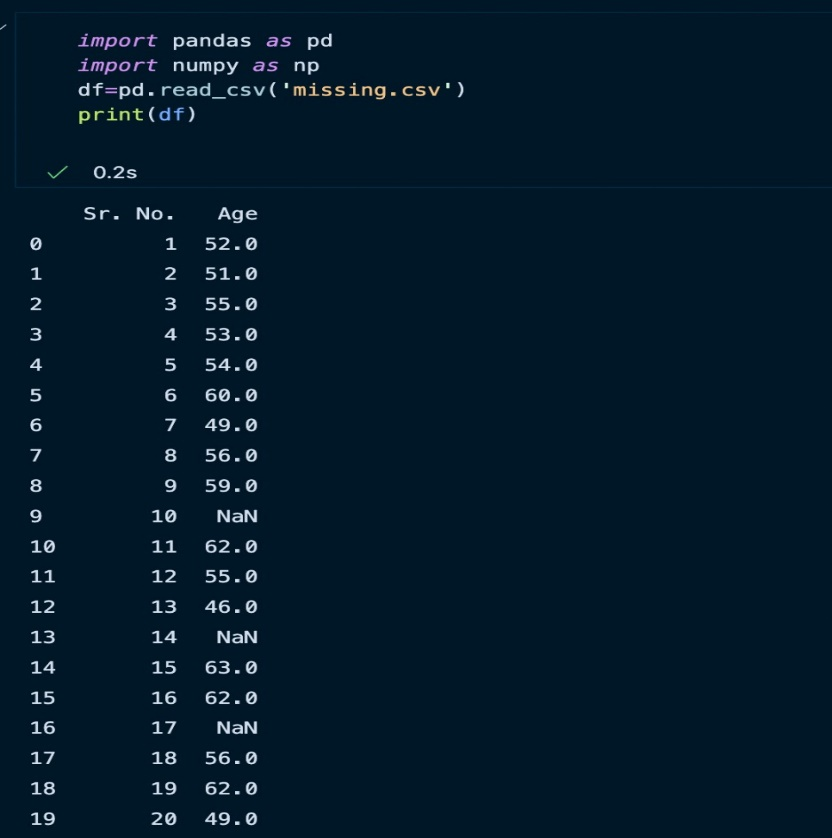 import pandas as pd
import numpy as np
df=pd.read_csv('missing.csv')
print(df)
0.2s
Sr. No. Age
0 1 52.0
1 2 51.0
2 3 55.0
3 4 53.0
4 5 54.0
5 6 60.0
6 7 49.0
7 8 56.0
8 9 59.0
9 10 NaN
10 11 62.0
11 12 55.0
12 13 46.0
13 14 NaN
14 15 63.0
15 16 62.0
16 17 NaN
17 18 56.0
18 19 62.0
19 20 49.0